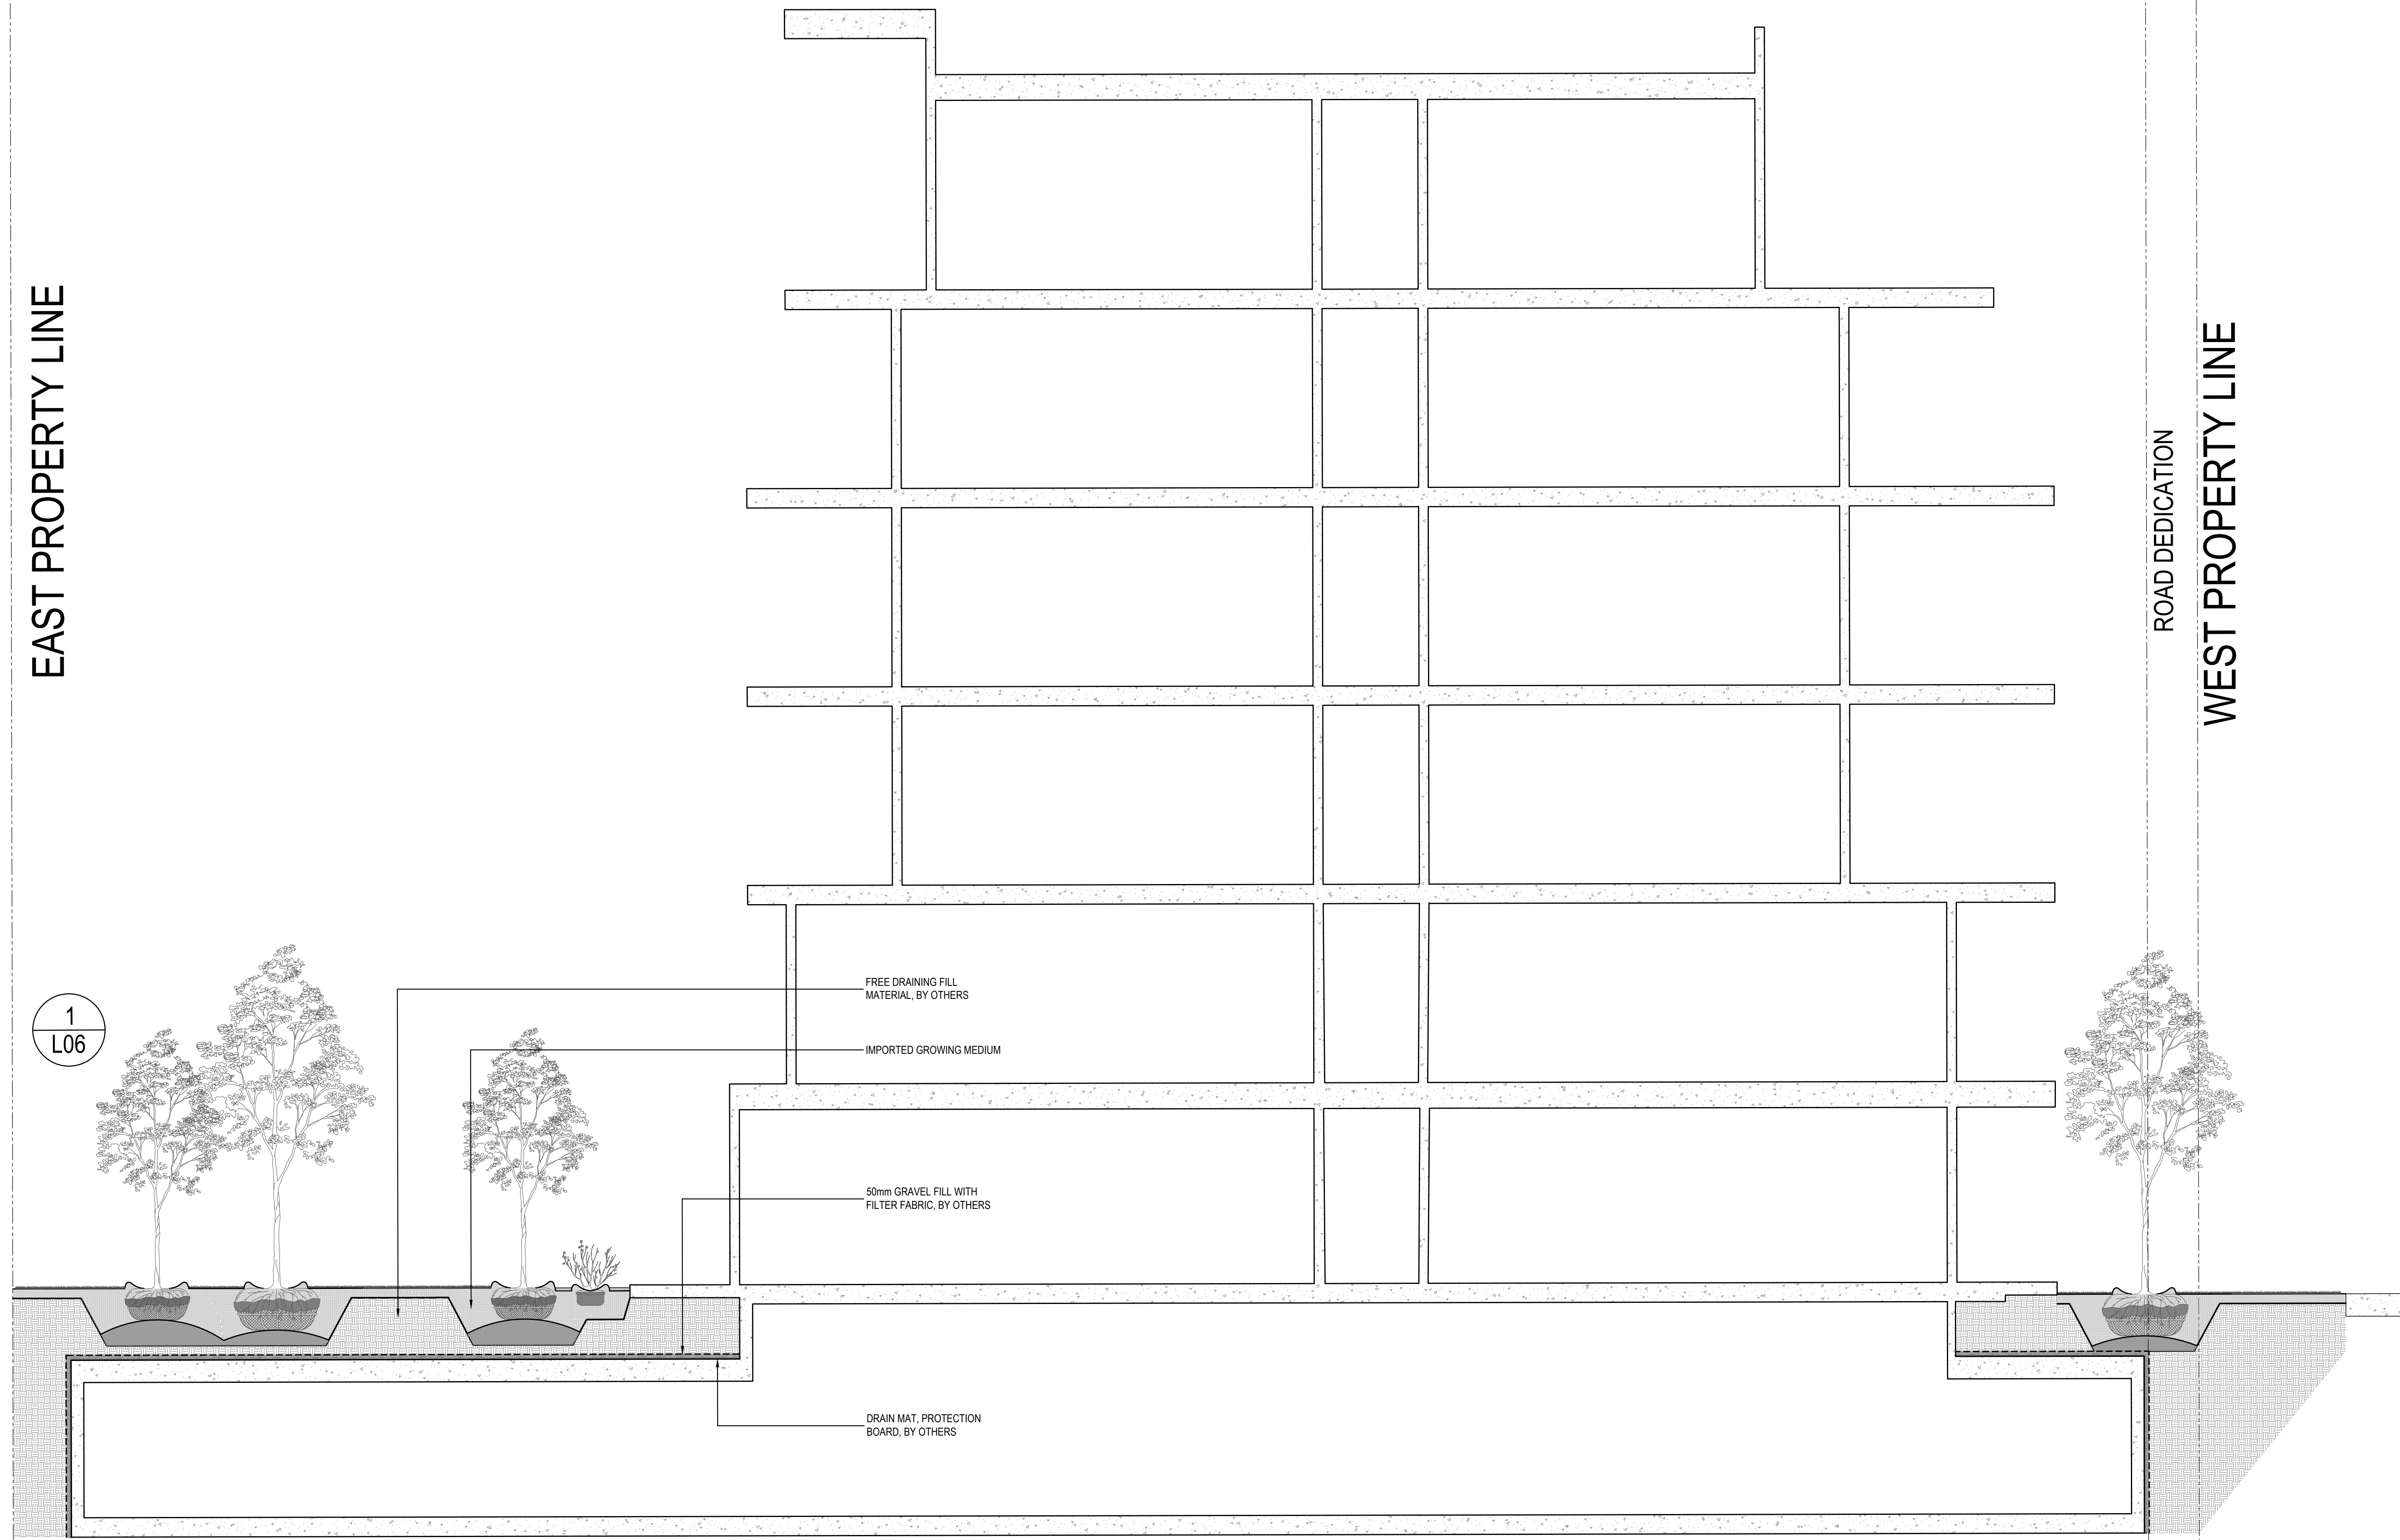 EAST PROPERTY LINE
ROAD DEDICATION
WEST PROPERTY LINE
FREE DRAINING FILL
MATERIAL, BY OTHERS
1
L06
IMPORTED GROWING MEDIUM
50mm GRAVEL FILL WITH
FILTER FABRIC, BY OTHERS
DRAIN MAT, PROTECTION
BOARD, BY OTHERS